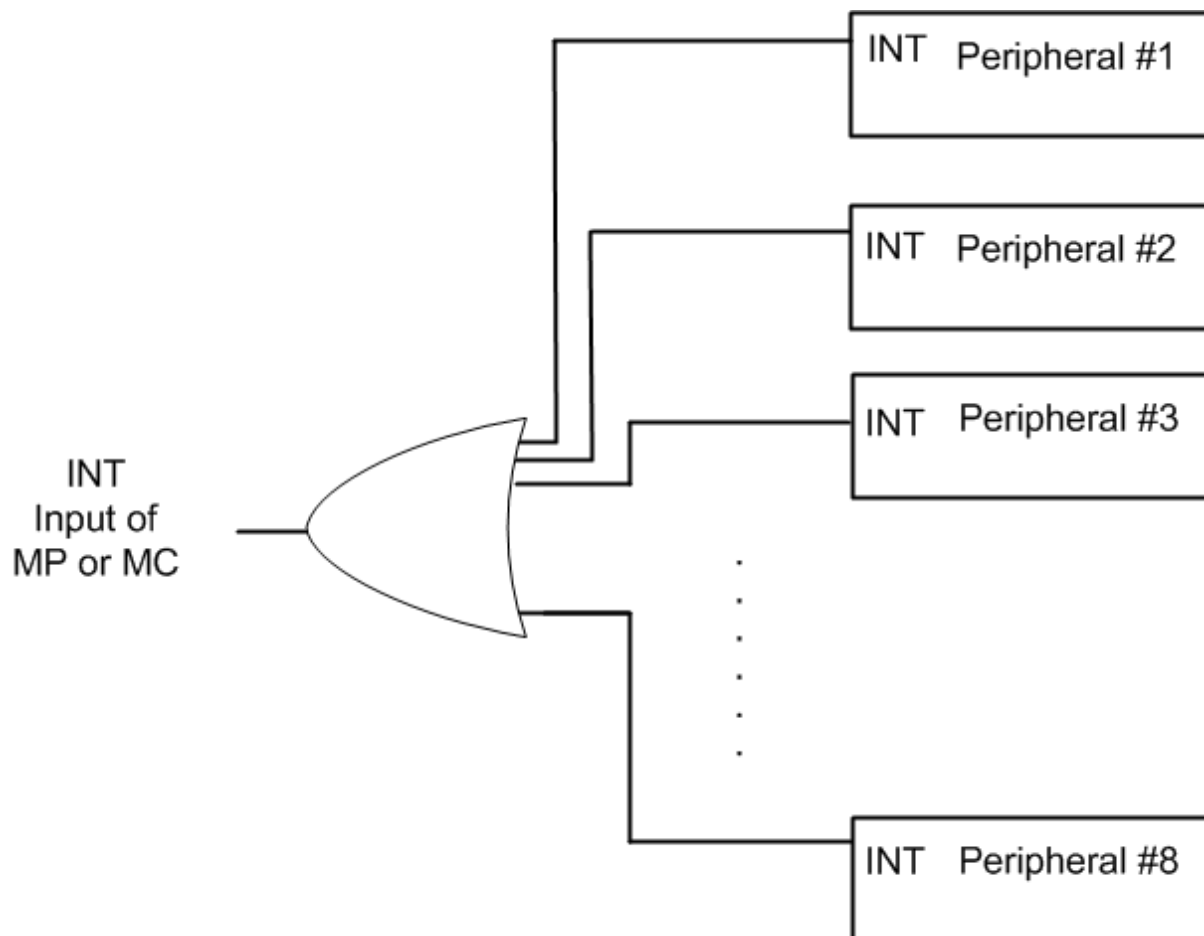 INT Peripheral #1
INT Peripheral #2
INT Peripheral #3
INT
Input of
MP or MC
INT Peripheral #8